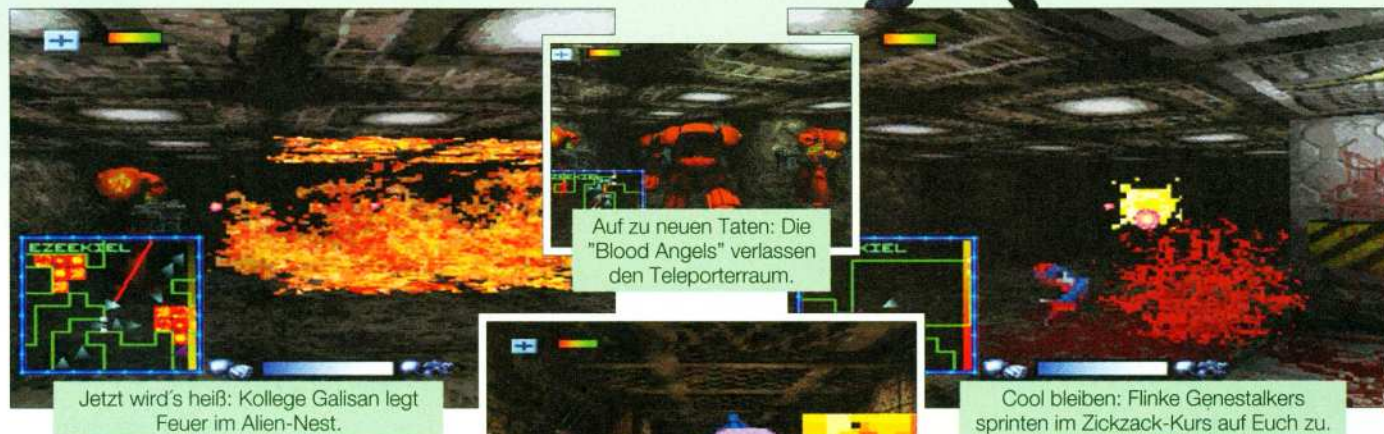 EZEEKIEL
Auf zu neuen Taten: Die
"Blood Angels" verlassen
den Teleporterraum.
KIEL
Jetzt wird´s heiß: Kollege Galisan legt
Feuer im Alien-Nest.
Cool bleiben: Flinke Genestalkers
sprinten im Zickzack-Kurs auf Euch zu.